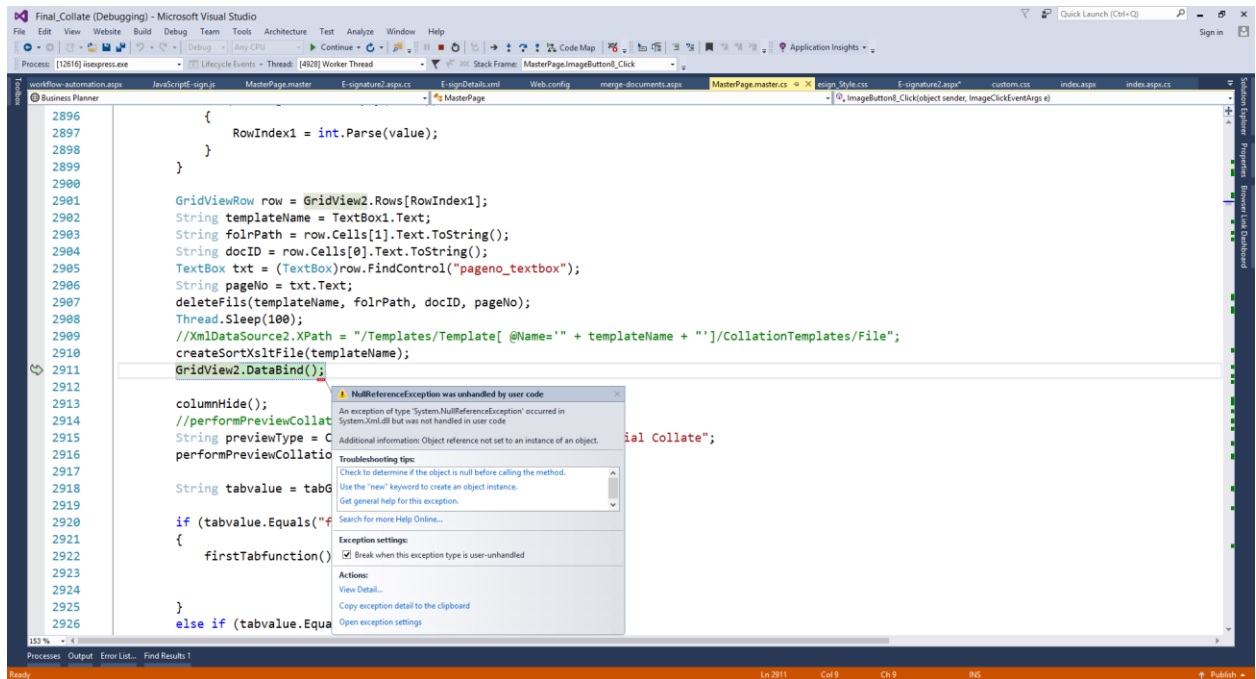 Final_Collate (Debugging) - Microsoft Visual Studio
Quick Launch (Ctrl+Q)
File Edit View Website Build Debug Team Tools Architecture Test Analyze Window Help
Sign in
Debug Any CPU Continue Code Map Application Insights
Process: [12616] iisexpress.exe Lifecycle Events Thread: [4928] Worker Thread Stack Frame: MasterPage.ImageButton8_Click
workflow-automation.aspx JavaScriptE-sign.js MasterPage.master E-signature2.aspx.cs E-signDetails.xml Web.config merge-documents.aspx MasterPage.master.cs esign_Style.css E-signature2.aspx* custom.css index.aspx index.aspx.cs
Business Planner MasterPage ImageButton8_Click(object sender, ImageClickEventArgs e)
Toolbox
Solution Explorer
Properties
Browser Link Dashboard
2896 {
2897 RowIndex1 = int.Parse(value);
2898 }
2899 }
2900
2901 GridViewRow row = GridView2.Rows[RowIndex1];
2902 String templateName = TextBox1.Text;
2903 String folrPath = row.Cells[1].Text.ToString();
2904 String docID = row.Cells[0].Text.ToString();
2905 TextBox txt = (TextBox)row.FindControl("pageno_textbox");
2906 String pageNo = txt.Text;
2907 deleteFils(templateName, folrPath, docID, pageNo);
2908 Thread.Sleep(100);
2909 //XmlDataSource2.XPath = "/Templates/Template[ @Name='" + templateName + "']/CollationTemplates/File";
2910 createSortXsltFile(templateName);
2911 GridView2.DataBind();
2912
2913 columnHide();
2914 //performPreviewCollat
2915 String previewType = C ial Collate";
2916 performPreviewCollatio
2917
2918 String tabvalue = tabG
2919
2920 if (tabvalue.Equals("f
2921 {
2922 firstTabfunction()
2923
2924
2925 }
2926 else if (tabvalue.Equa
NullReferenceException was unhandled by user code
An exception of type 'System.NullReferenceException' occurred in
System.Xml.dll but was not handled in user code
Additional information: Object reference not set to an instance of an object.
Troubleshooting tips:
Check to determine if the object is null before calling the method.
Use the "new" keyword to create an object instance.
Get general help for this exception.
Search for more Help Online...
Exception settings:
Break when this exception type is user-unhandled
Actions:
View Detail...
Copy exception detail to the clipboard
Open exception settings
153 %
Processes Output Error List... Find Results 1
Ready Ln 2911 Col 9 Ch 9 INS Publish